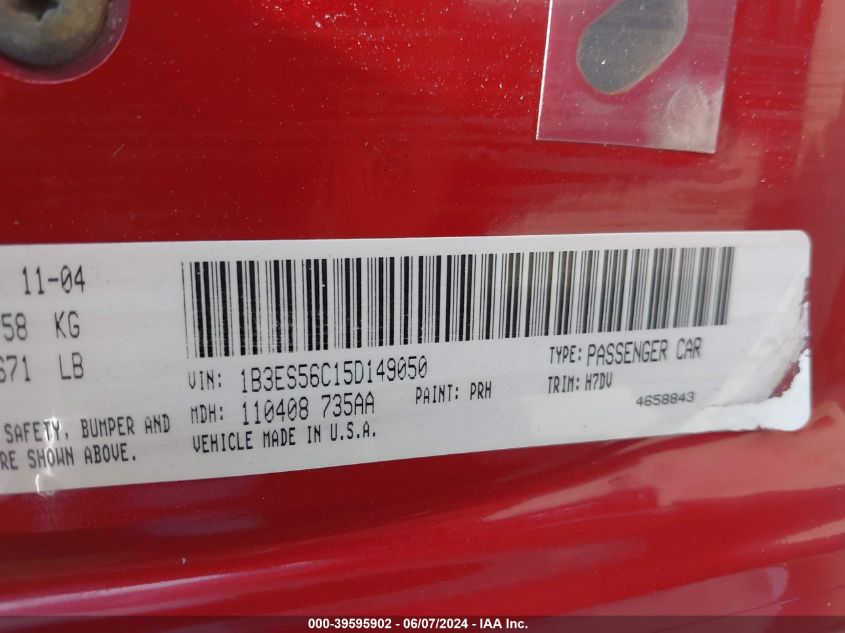 11-04
58 KG
671 LB
VIN: 1B3ES56C15D149050
TYPE: PASSENGER CAR
MDH: 110408 735AA
PAINT: PRH
TRIM: H7DV
4658843
SAFETY, BUMPER AND
VEHICLE MADE IN U.S.A.
RE SHOWN ABOVE.
000-39595902 - 06/07/2024 - IAA Inc.